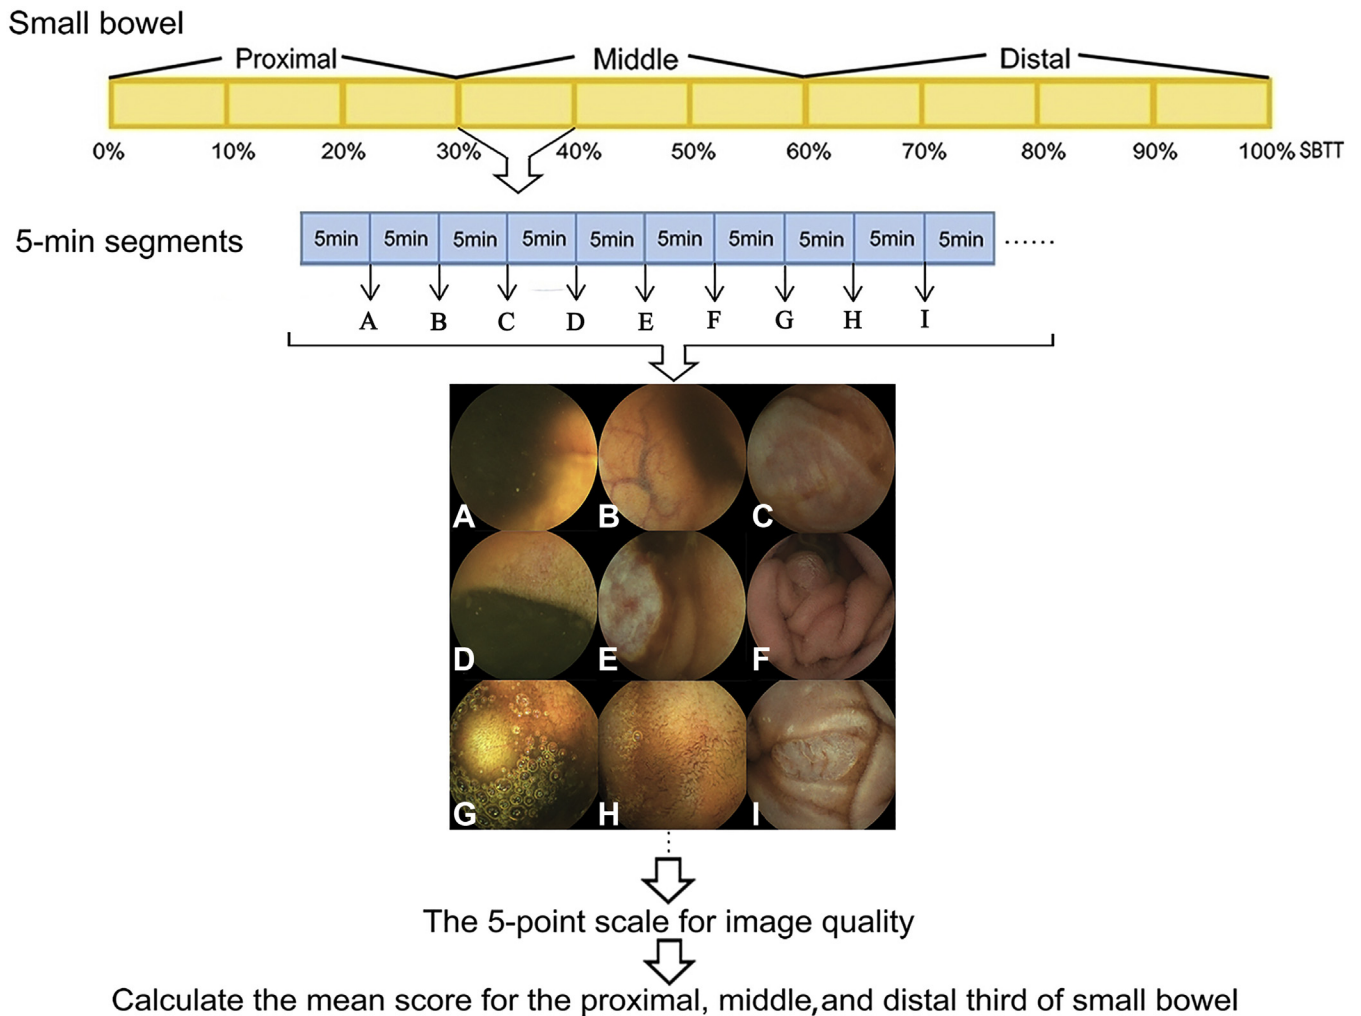 Small bowel
Proximal Middle Distal
0% 10% 20% 30% 40% 50% 60% 70% 80% 90% 100% SBTT
5-min segments 5min 5min 5min 5min 5min 5min 5min 5min 5min 5min ......
A B C D E F G H I
A B C
D E F
G H I
The 5-point scale for image quality
Calculate the mean score for the proximal, middle,and distal third of small bowel